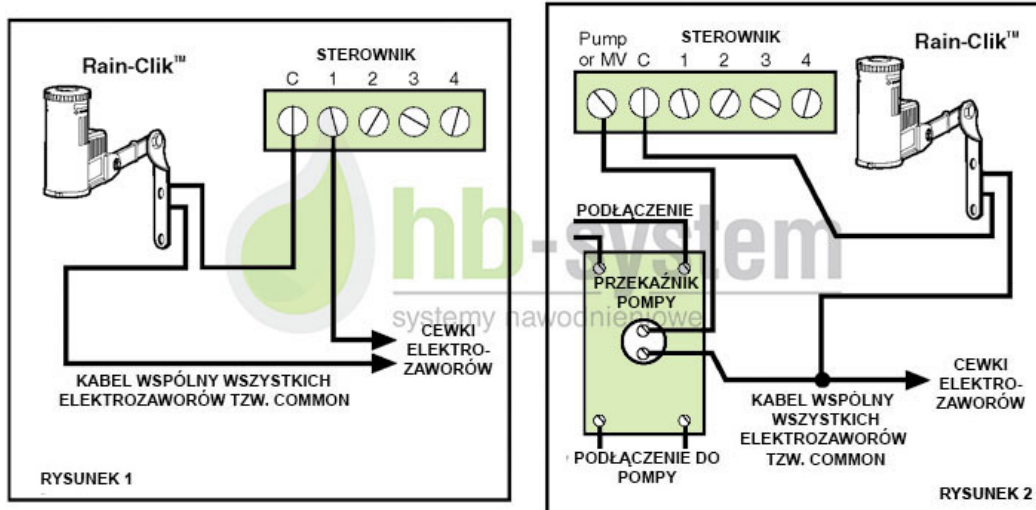 Rain-Clik™
STEROWNIK
C 1 2 3 4
CEWKI
ELEKTRO-
ZAWORÓW
KABEL WSPÓLNY WSZYSTKICH
ELEKTROZAWORÓW TZW. COMMON
RYSUNEK 1
Pump
or MV
STEROWNIK
C 1 2 3 4
Rain-Clik™
PODŁĄCZENIE
PRZEKAŹNIK
POMPY
CEWKI
ELEKTRO-
ZAWORÓW
KABEL WSPÓLNY
WSZYSTKICH
ELEKTROZAWORÓW
TZW. COMMON
PODŁĄCZENIE DO
POMPY
RYSUNEK 2
hb-system
systemy nawodnieniowe